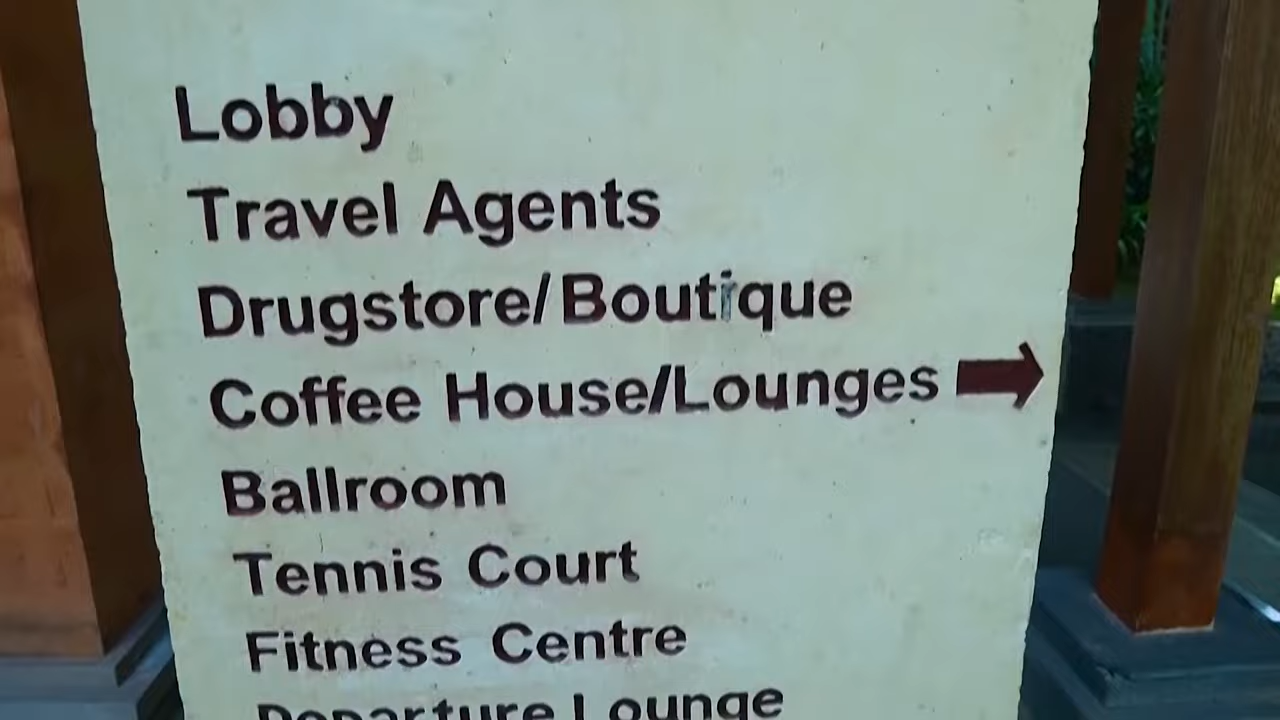 Lobby
Travel Agents
Drugstore/Boutique
Coffee House/Lounges
Ballroom
Tennis Court
Fitness Centre
Departure Lounge